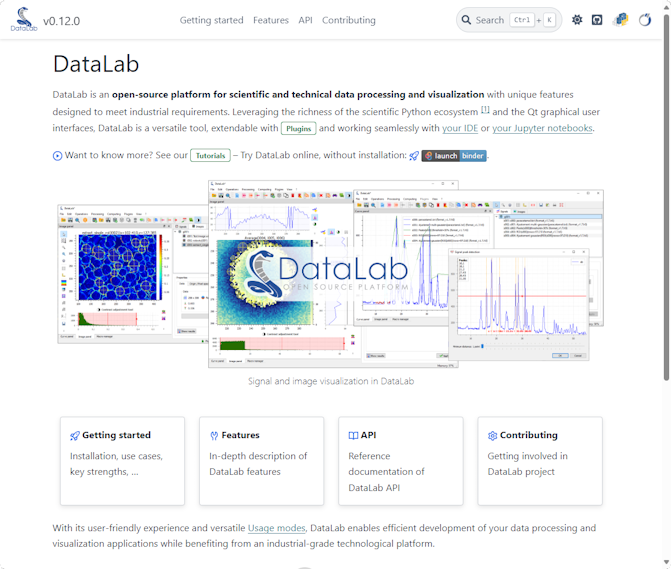 DataLab
v0.12.0
Getting started Features API Contributing
Search Ctrl + K
DataLab
DataLab is an open-source platform for scientific and technical data processing and visualization with unique features
designed to meet industrial requirements. Leveraging the richness of the scientific Python ecosystem [1] and the Qt graphical user
interfaces, DataLab is a versatile tool, extendable with Plugins and working seamlessly with your IDE or your Jupyter notebooks.
Want to know more? See our Tutorials – Try DataLab online, without installation: launch binder.
DataLab
OPEN SOURCE PLATFORM
Signal and image visualization in DataLab
Getting started
Installation, use cases,
key strengths, ...
Features
In-depth description of
DataLab features
API
Reference
documentation of
DataLab API
Contributing
Getting involved in
DataLab project
With its user-friendly experience and versatile Usage modes, DataLab enables efficient development of your data processing and
visualization applications while benefiting from an industrial-grade technological platform.